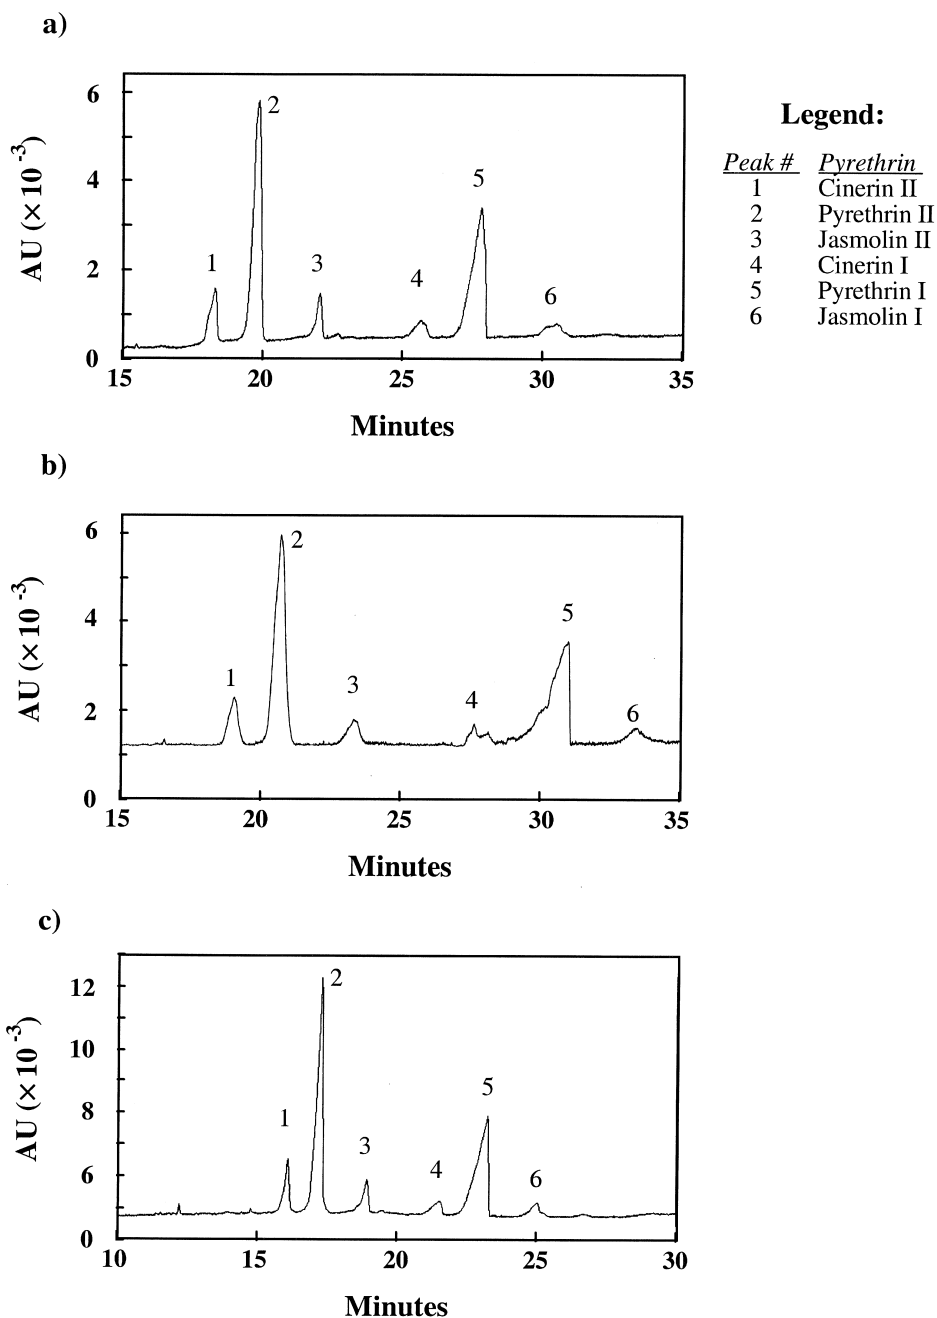 a)
6
4
2
0
AU (× 10 -3)
1
2
3
4
5
6
15 20 25 30 35
Minutes
Legend:
Peak # Pyrethrin
1 Cinerin II
2 Pyrethrin II
3 Jasmolin II
4 Cinerin I
5 Pyrethrin I
6 Jasmolin I
b)
6
4
2
0
AU (× 10 -3)
1
2
3
4
5
6
15 20 25 30 35
Minutes
c)
12
10
8
6
0
AU (× 10 -3)
1
2
3
4
5
6
10 15 20 25 30
Minutes